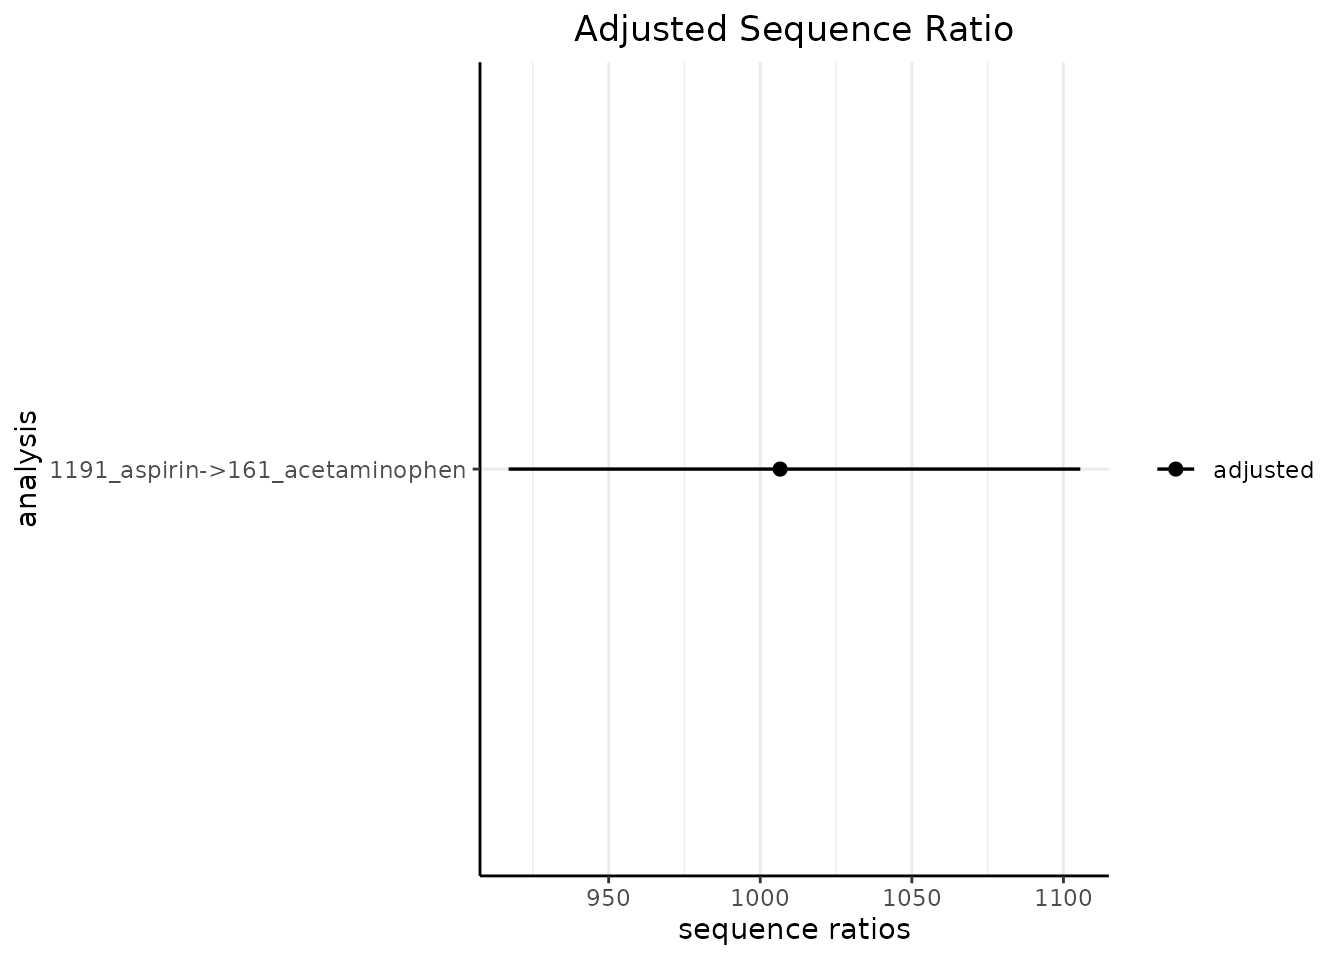 Adjusted Sequence Ratio
analysis
1191_aspirin->161_acetaminophen
adjusted
950 1000 1050 1100
sequence ratios